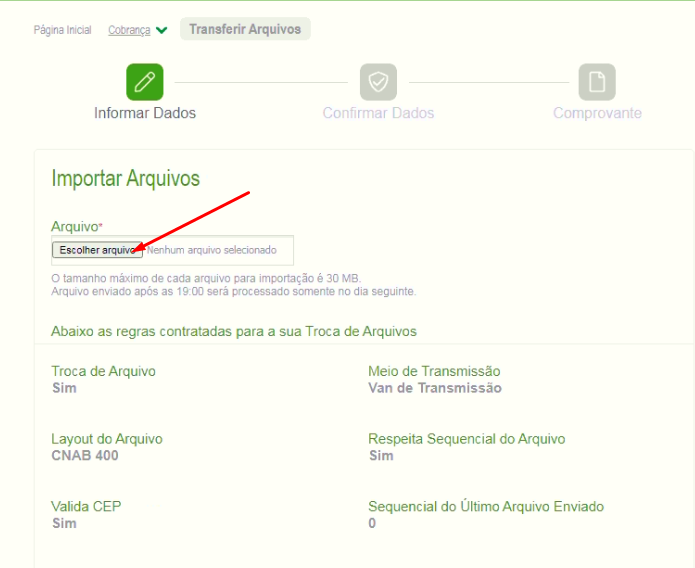 Página Inicial Cobrança Transferir Arquivos
Informar Dados Confirmar Dados Comprovante
Importar Arquivos
Arquivo*
Escolher arquivo Nenhum arquivo selecionado
O tamanho máximo de cada arquivo para importação é 30 MB.
Arquivo enviado após as 19:00 será processado somente no dia seguinte.
Abaixo as regras contratadas para a sua Troca de Arquivos
Troca de Arquivo Meio de Transmissão
Sim Van de Transmissão
Layout do Arquivo Respeita Sequencial do Arquivo
CNAB 400 Sim
Valida CEP Sequencial do Último Arquivo Enviado
Sim 0